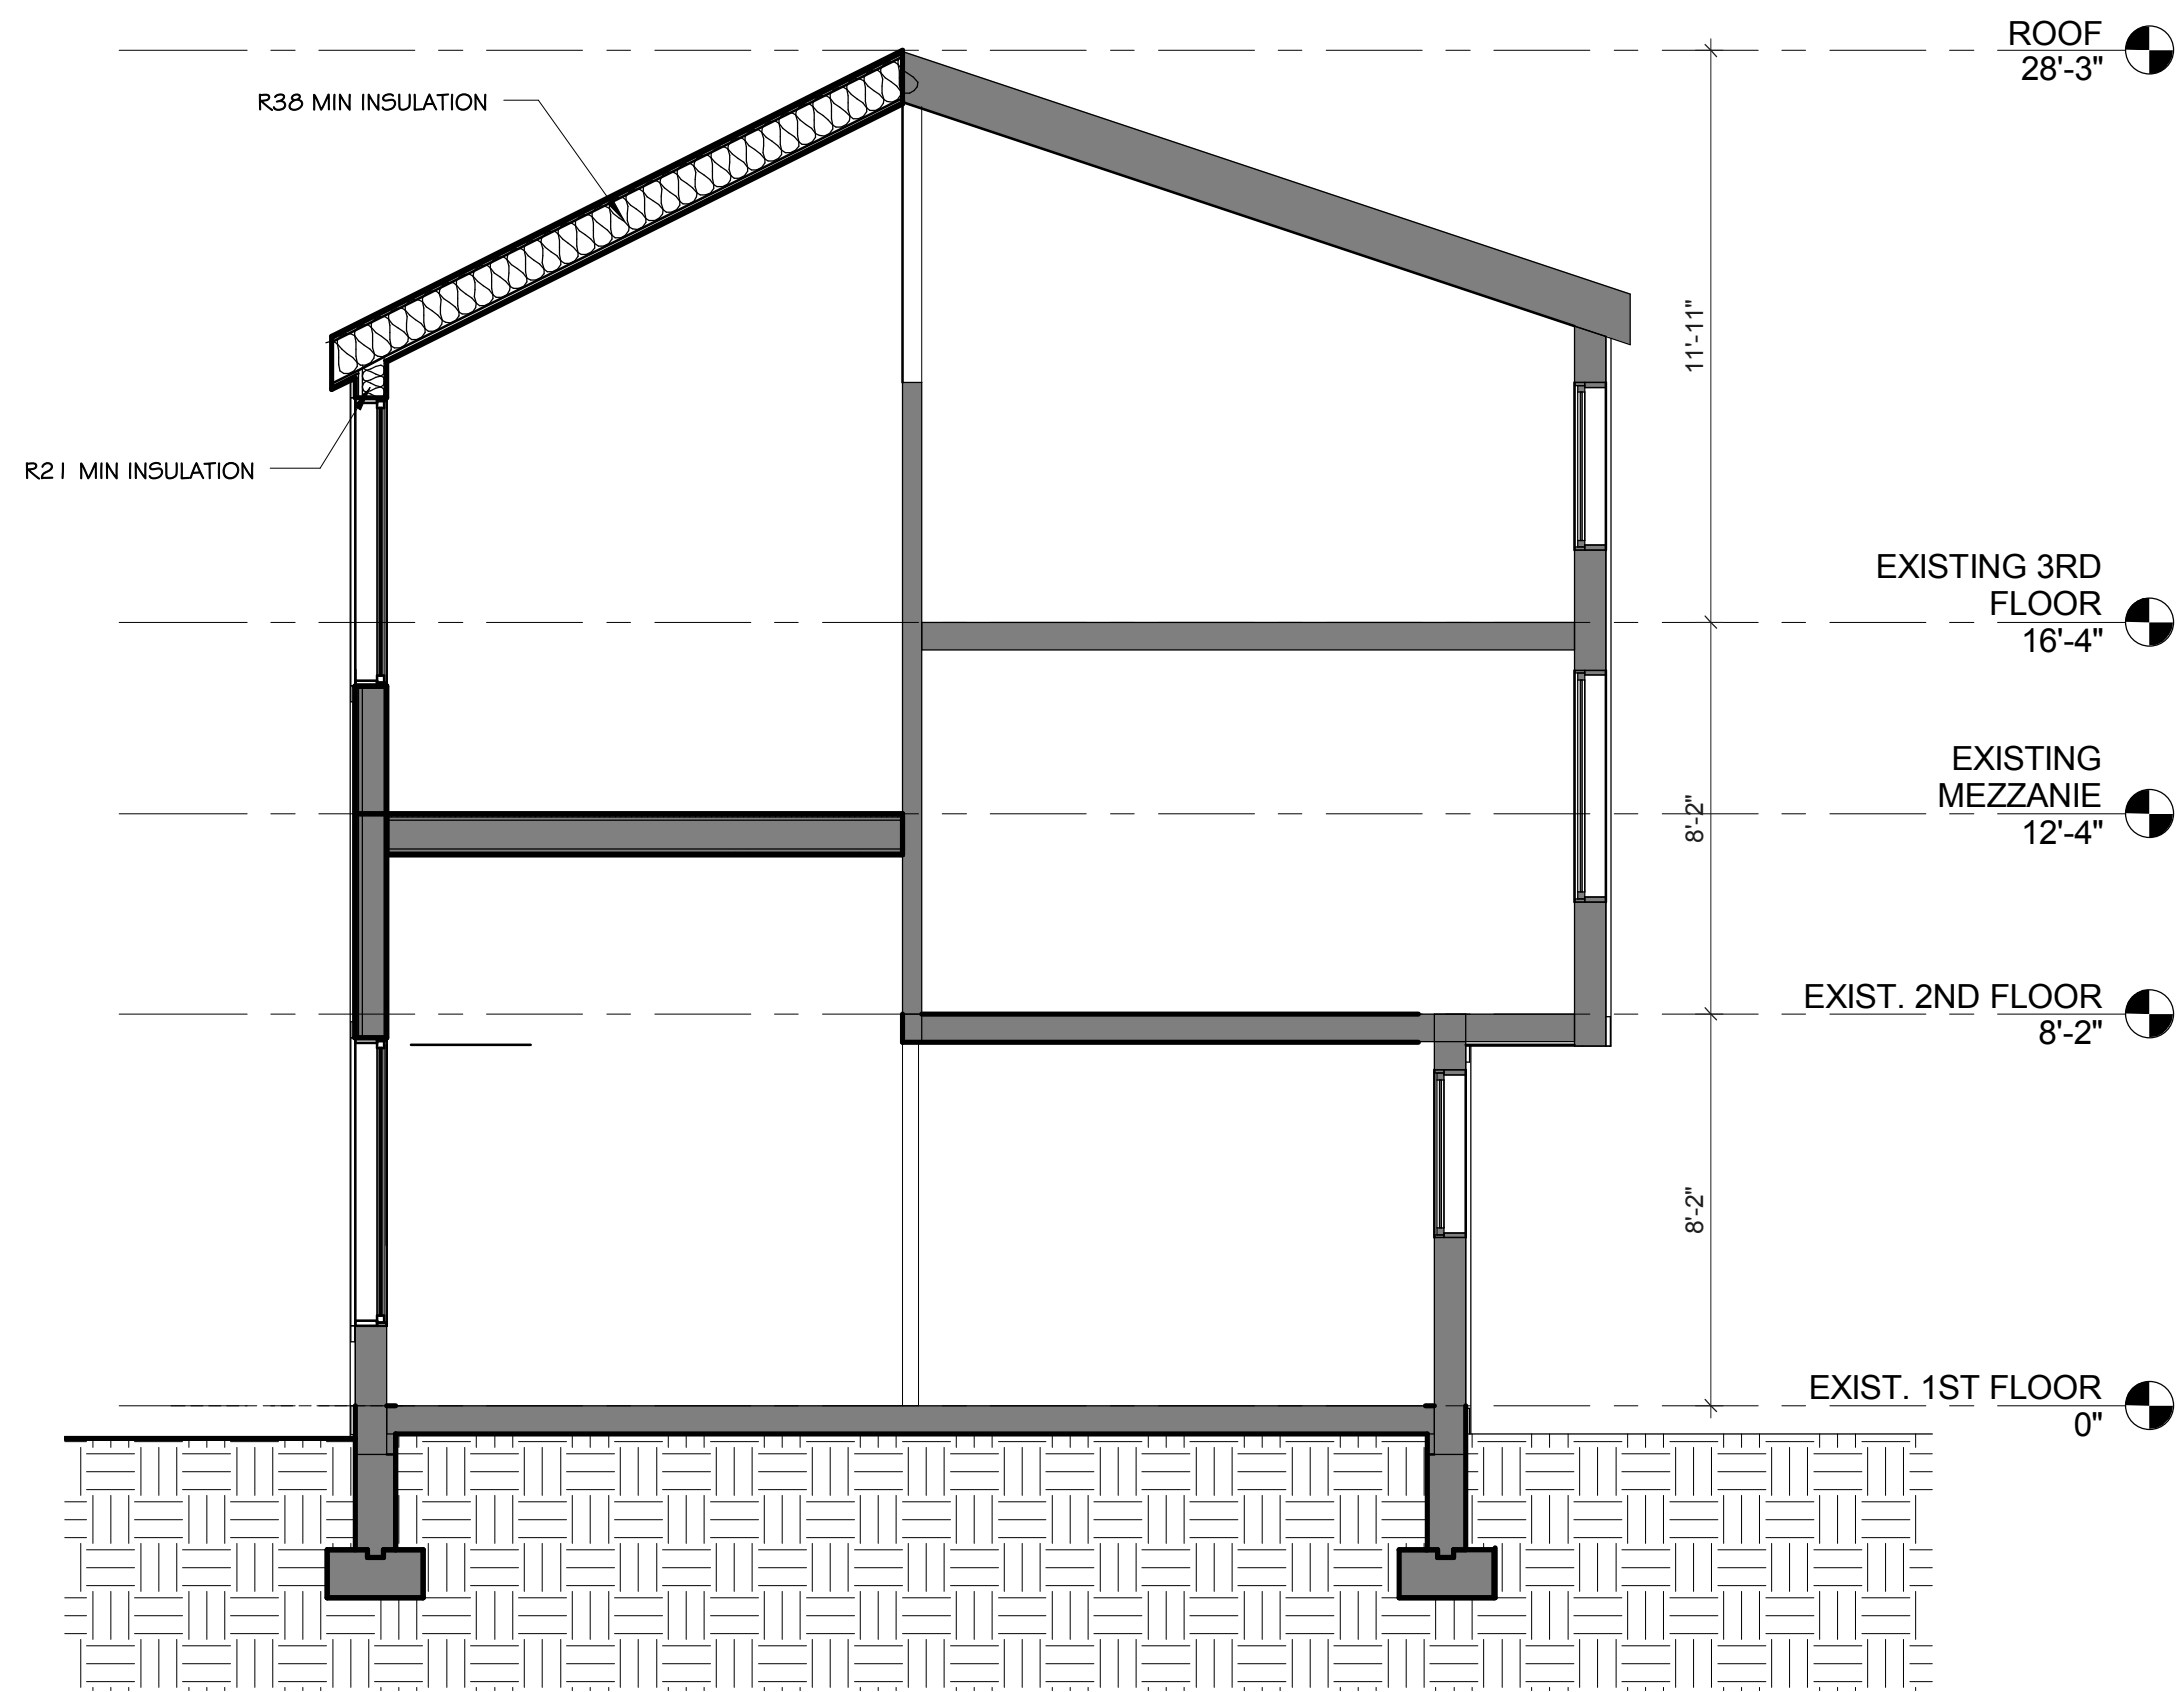 ROOF
28'-3"
R38 MIN INSULATION
11'-11"
R21 MIN INSULATION
EXISTING 3RD
FLOOR
16'-4"
EXISTING
MEZZANIE
12'-4"
8'-2"
EXIST. 2ND FLOOR
8'-2"
8'-2"
EXIST. 1ST FLOOR
0"